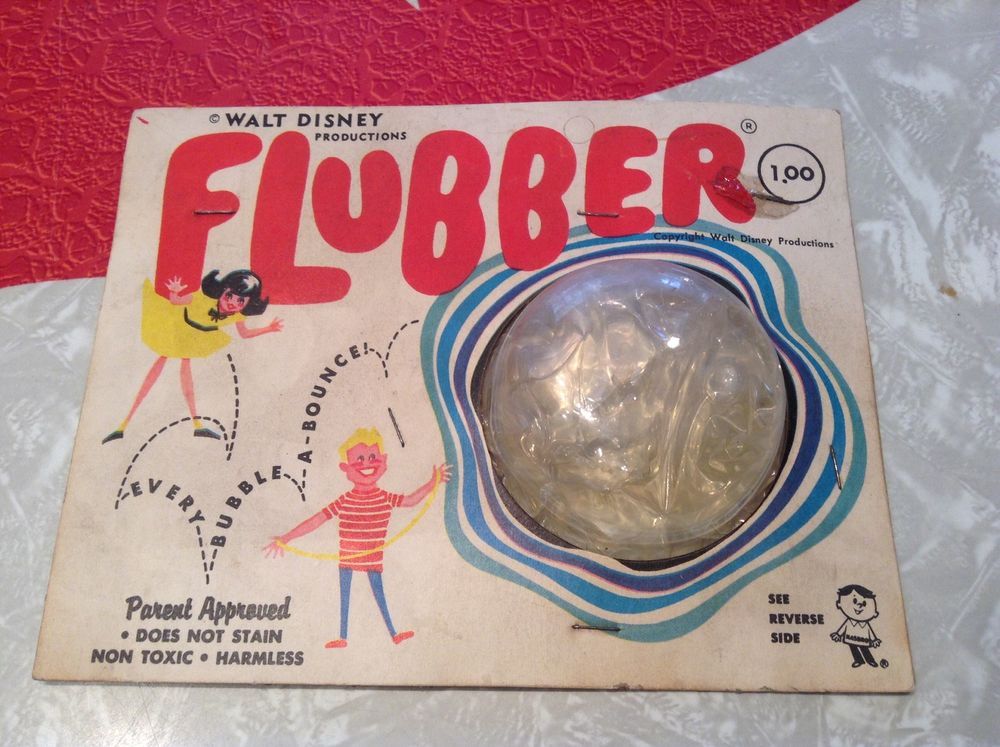 © WALT DISNEY
PRODUCTIONS
FLUBBER®
1.00
Copyright Walt Disney Productions
EVERY BUBBLE A-BOUNCE!
Parent Approved
• DOES NOT STAIN
NON TOXIC • HARMLESS
SEE
REVERSE
SIDE
HASBRO
®